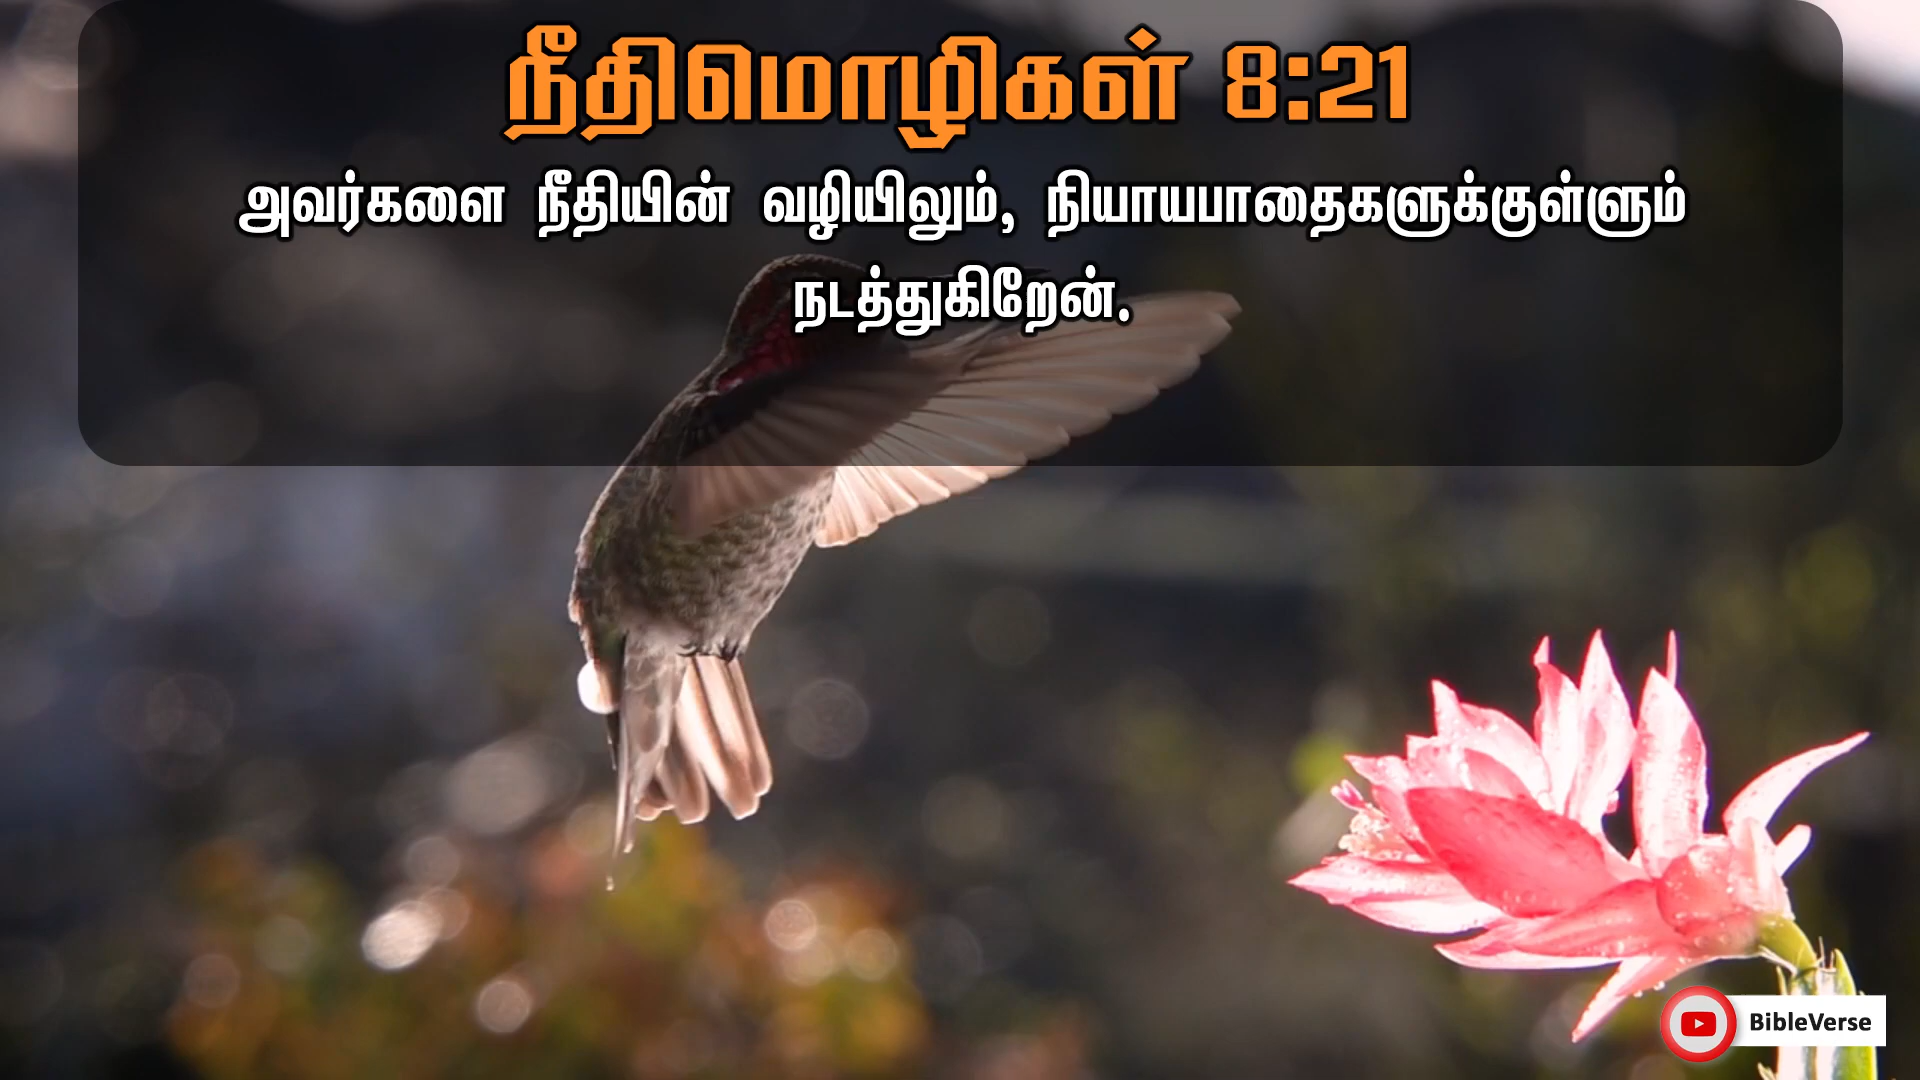 நீதிமொழிகள் 8:21
அவர்களை நீதியின் வழியிலும், நியாயபாதைகளுக்குள்ளும்
நடத்துகிறேன்.
BibleVerse